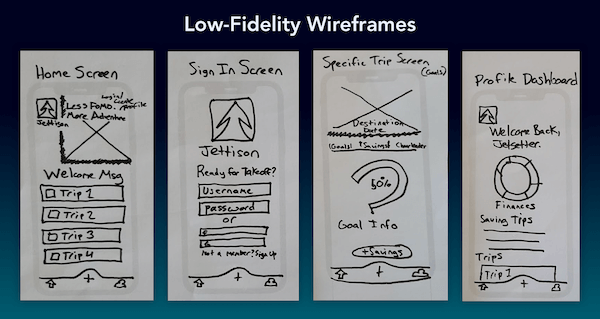 Low-Fidelity Wireframes
Home Screen
Login/
Create
Profile
Less FOMO.
More Adventure
Jettison
Welcome Msg
Trip 1
Trip 2
Trip 3
Trip 4
+
Sign In Screen
Jettison
Ready for Takeoff?
Username
Password
or
Not a member? Sign Up
+
Specific Trip Screen
(Goals)
Destination
Date
Goals Savings Cheerleader
50%
Goal Info
+Savings
+
Profile Dashboard
Welcome Back,
Jetsetter.
Finances
Saving Tips
Trips
Trip 1
+